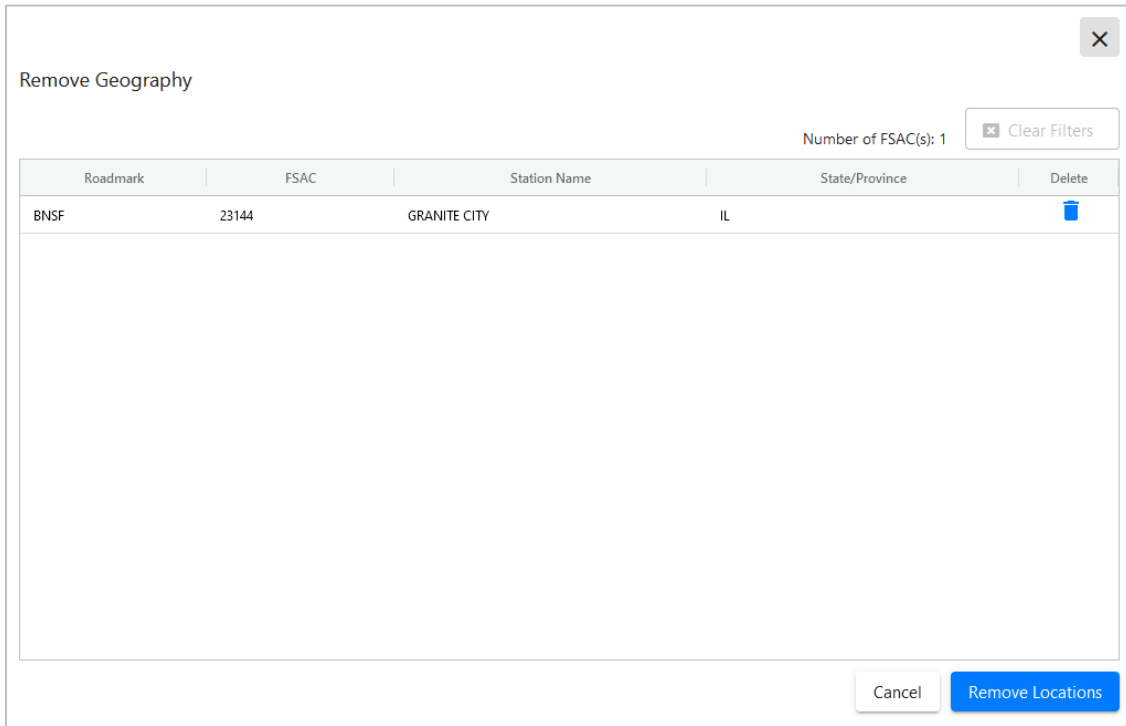 Remove Geography
Number of FSAC(s): 1 Clear Filters
Roadmark FSAC Station Name State/Province Delete
BNSF 23144 GRANITE CITY IL
Cancel Remove Locations